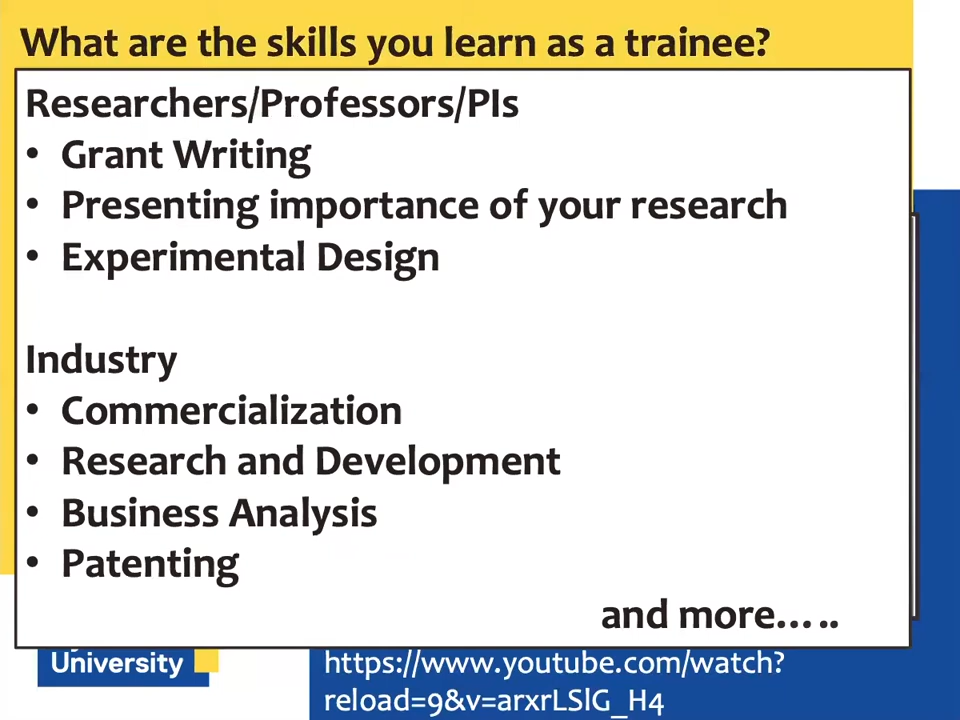 What are the skills you learn as a trainee?
Researchers/Professors/PIs
• Grant Writing
• Presenting importance of your research
• Experimental Design
Industry
• Commercialization
• Research and Development
• Business Analysis
• Patenting
and more…..
University
https://www.youtube.com/watch?
reload=9&v=arxrLSlG_H4